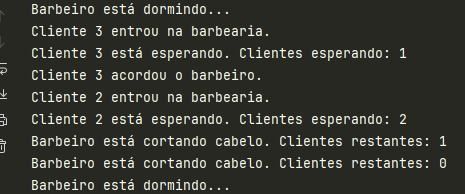 Barbeiro está dormindo...
Cliente 3 entrou na barbearia.
Cliente 3 está esperando. Clientes esperando: 1
Cliente 3 acordou o barbeiro.
Cliente 2 entrou na barbearia.
Cliente 2 está esperando. Clientes esperando: 2
Barbeiro está cortando cabelo. Clientes restantes: 1
Barbeiro está cortando cabelo. Clientes restantes: 0
Barbeiro está dormindo...